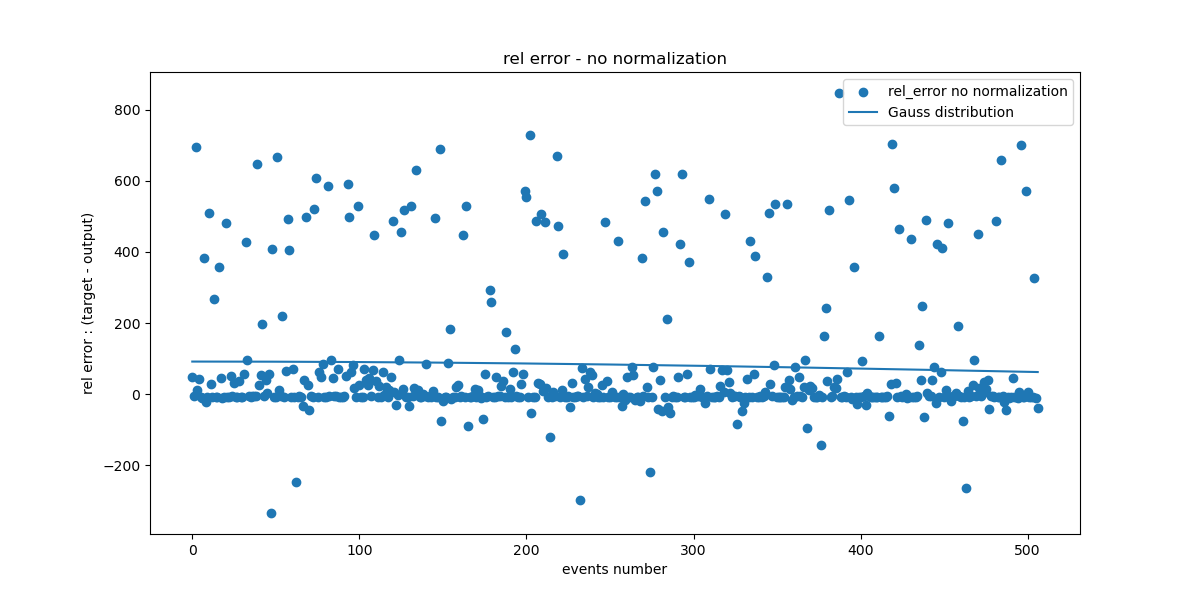 rel error - no normalization
rel_error no normalization
Gauss distribution
800
600
400
200
0
−200
rel error : (target - output)
0 100 200 300 400 500
events number